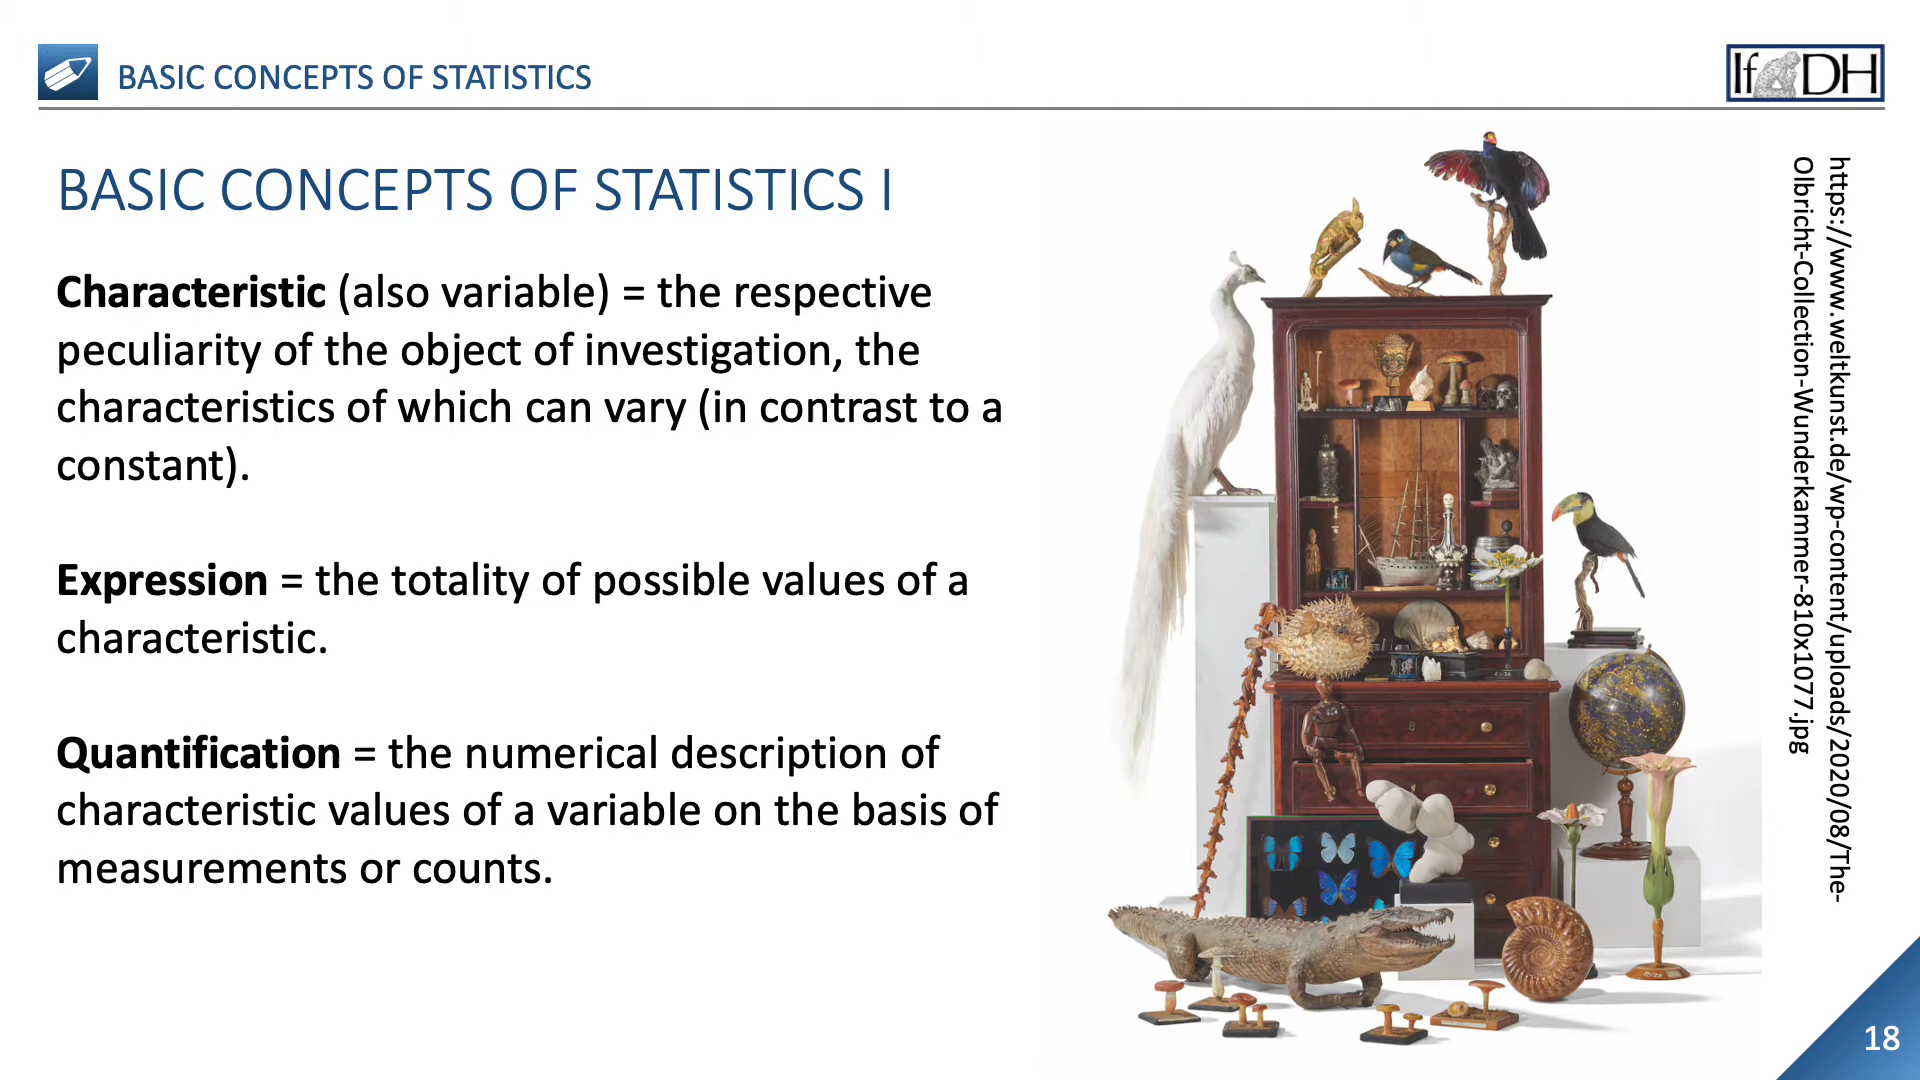 BASIC CONCEPTS OF STATISTICS
IfDH
BASIC CONCEPTS OF STATISTICS I
Characteristic (also variable) = the respective
peculiarity of the object of investigation, the
characteristics of which can vary (in contrast to a
constant).
Expression = the totality of possible values of a
characteristic.
Quantification = the numerical description of
characteristic values of a variable on the basis of
measurements or counts.
https://www.weltkunst.de/wp-content/uploads/2020/08/The-
Olbricht-Collection-Wunderkammer-810x1077.jpg
18